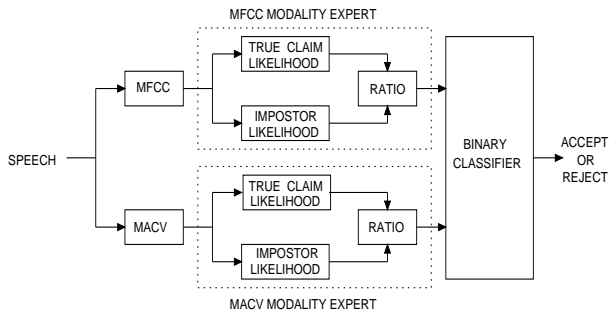 MFCC MODALITY EXPERT
TRUE CLAIM
LIKELIHOOD
MFCC
RATIO
IMPOSTOR
LIKELIHOOD
SPEECH
BINARY
CLASSIFIER
ACCEPT
OR
REJECT
TRUE CLAIM
LIKELIHOOD
MACV
RATIO
IMPOSTOR
LIKELIHOOD
MACV MODALITY EXPERT